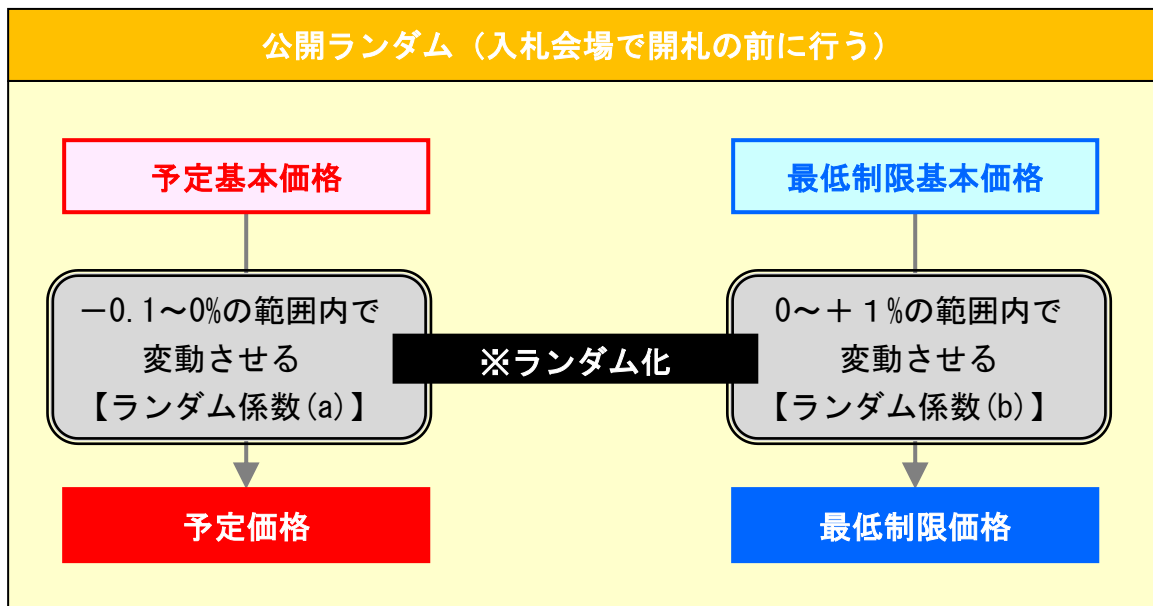 公開ランダム（入札会場で開札の前に行う）
予定基本価格
最低制限基本価格
－0.1～0%の範囲内で
変動させる
【ランダム係数(a)】
※ランダム化
0～＋１%の範囲内で
変動させる
【ランダム係数(b)】
予定価格
最低制限価格